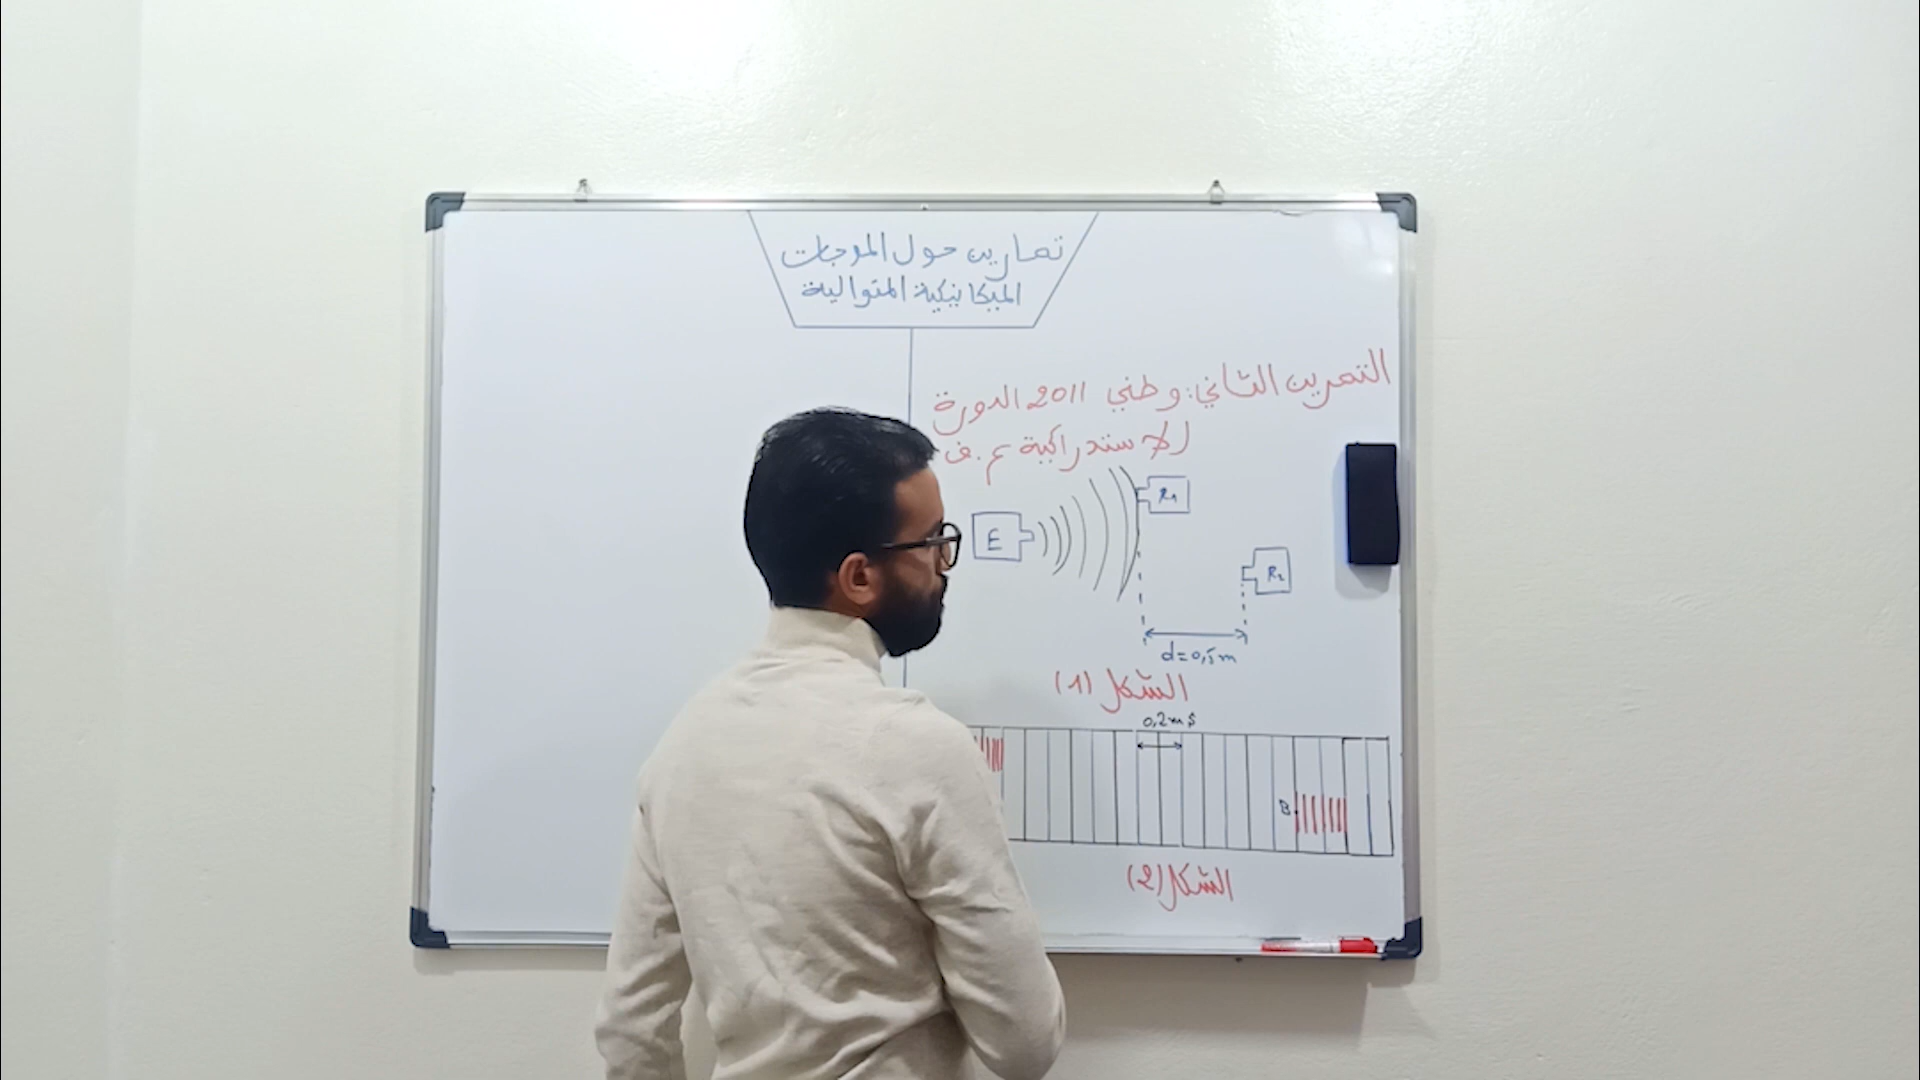 تمارين حول الموجات
الميكانيكية المتوالية
التمرين الثاني: وطني 2011 الدورة
الاستدراكية ع.ف
E
R₁
R₂
d=0,5m
الشكل (1)
0,2ms
B
الشكل (2)